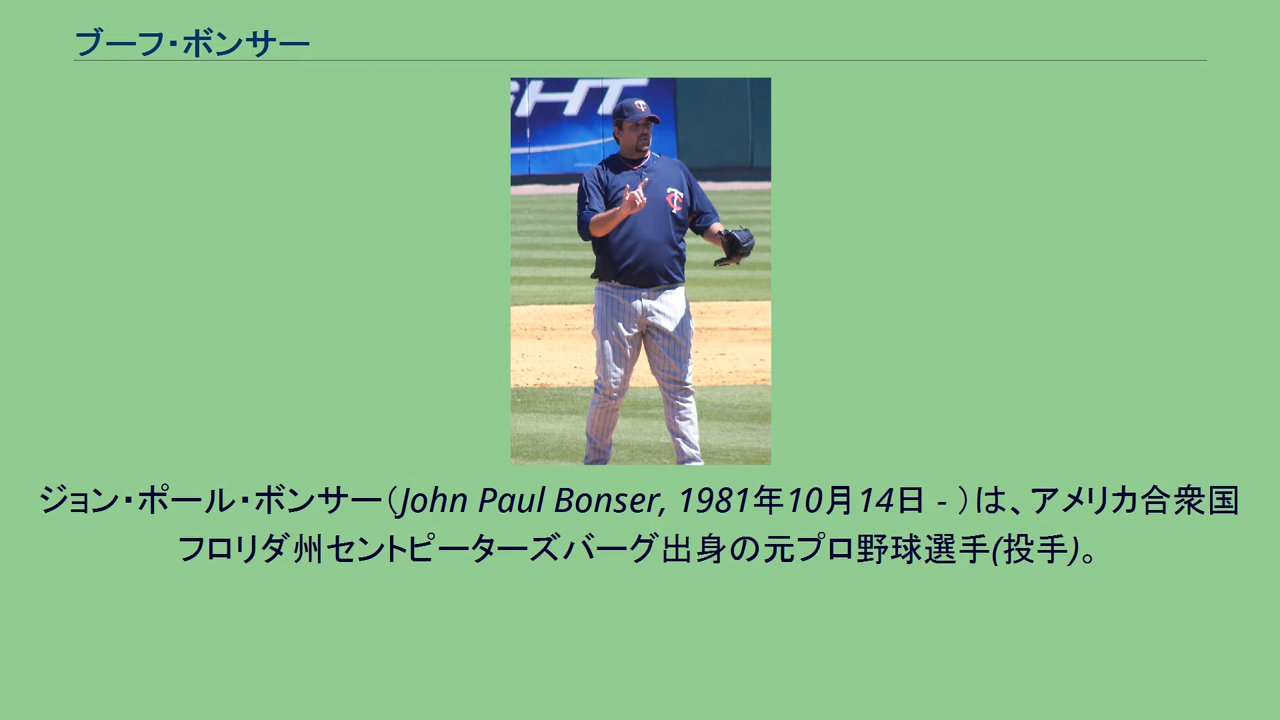 ブーフ・ボンサー
GHT
ジョン・ポール・ボンサー（John Paul Bonser, 1981年10月14日 - ）は、アメリカ合衆国
フロリダ州セントピーターズバーグ出身の元プロ野球選手(投手)。